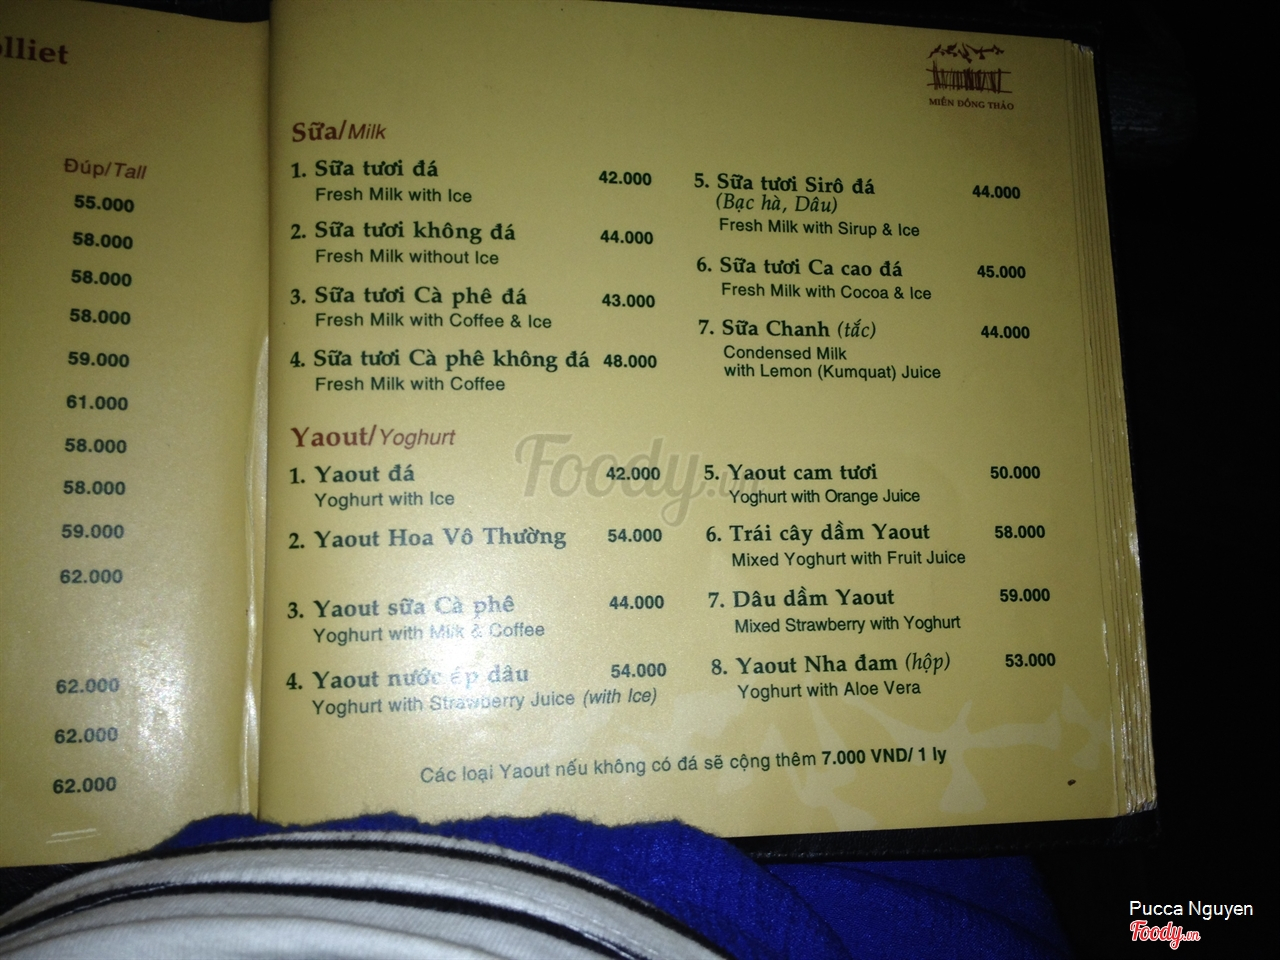 Đúp/Tall
55.000
58.000
58.000
58.000
59.000
61.000
58.000
58.000
59.000
62.000
62.000
62.000
62.000
MIỀN ĐỒNG THẢO
Sữa/Milk
1. Sữa tươi đá 42.000
Fresh Milk with Ice
2. Sữa tươi không đá 44.000
Fresh Milk without Ice
3. Sữa tươi Cà phê đá 43.000
Fresh Milk with Coffee & Ice
4. Sữa tươi Cà phê không đá 48.000
Fresh Milk with Coffee
5. Sữa tươi Sirô đá 44.000
(Bạc hà, Dâu)
Fresh Milk with Sirup & Ice
6. Sữa tươi Ca cao đá 45.000
Fresh Milk with Cocoa & Ice
7. Sữa Chanh (tắc) 44.000
Condensed Milk
with Lemon (Kumquat) Juice
Yaout/Yoghurt
1. Yaout đá 42.000
Yoghurt with Ice
2. Yaout Hoa Vô Thường 54.000
3. Yaout sữa Cà phê 44.000
Yoghurt with Milk & Coffee
4. Yaout nước ép dâu 54.000
Yoghurt with Strawberry Juice (with Ice)
5. Yaout cam tươi 50.000
Yoghurt with Orange Juice
6. Trái cây dầm Yaout 58.000
Mixed Yoghurt with Fruit Juice
7. Dâu dầm Yaout 59.000
Mixed Strawberry with Yoghurt
8. Yaout Nha đam (hộp) 53.000
Yoghurt with Aloe Vera
Các loại Yaout nếu không có đá sẽ cộng thêm 7.000 VND/ 1 ly
Foody.vn
Pucca Nguyen
Foody.vn